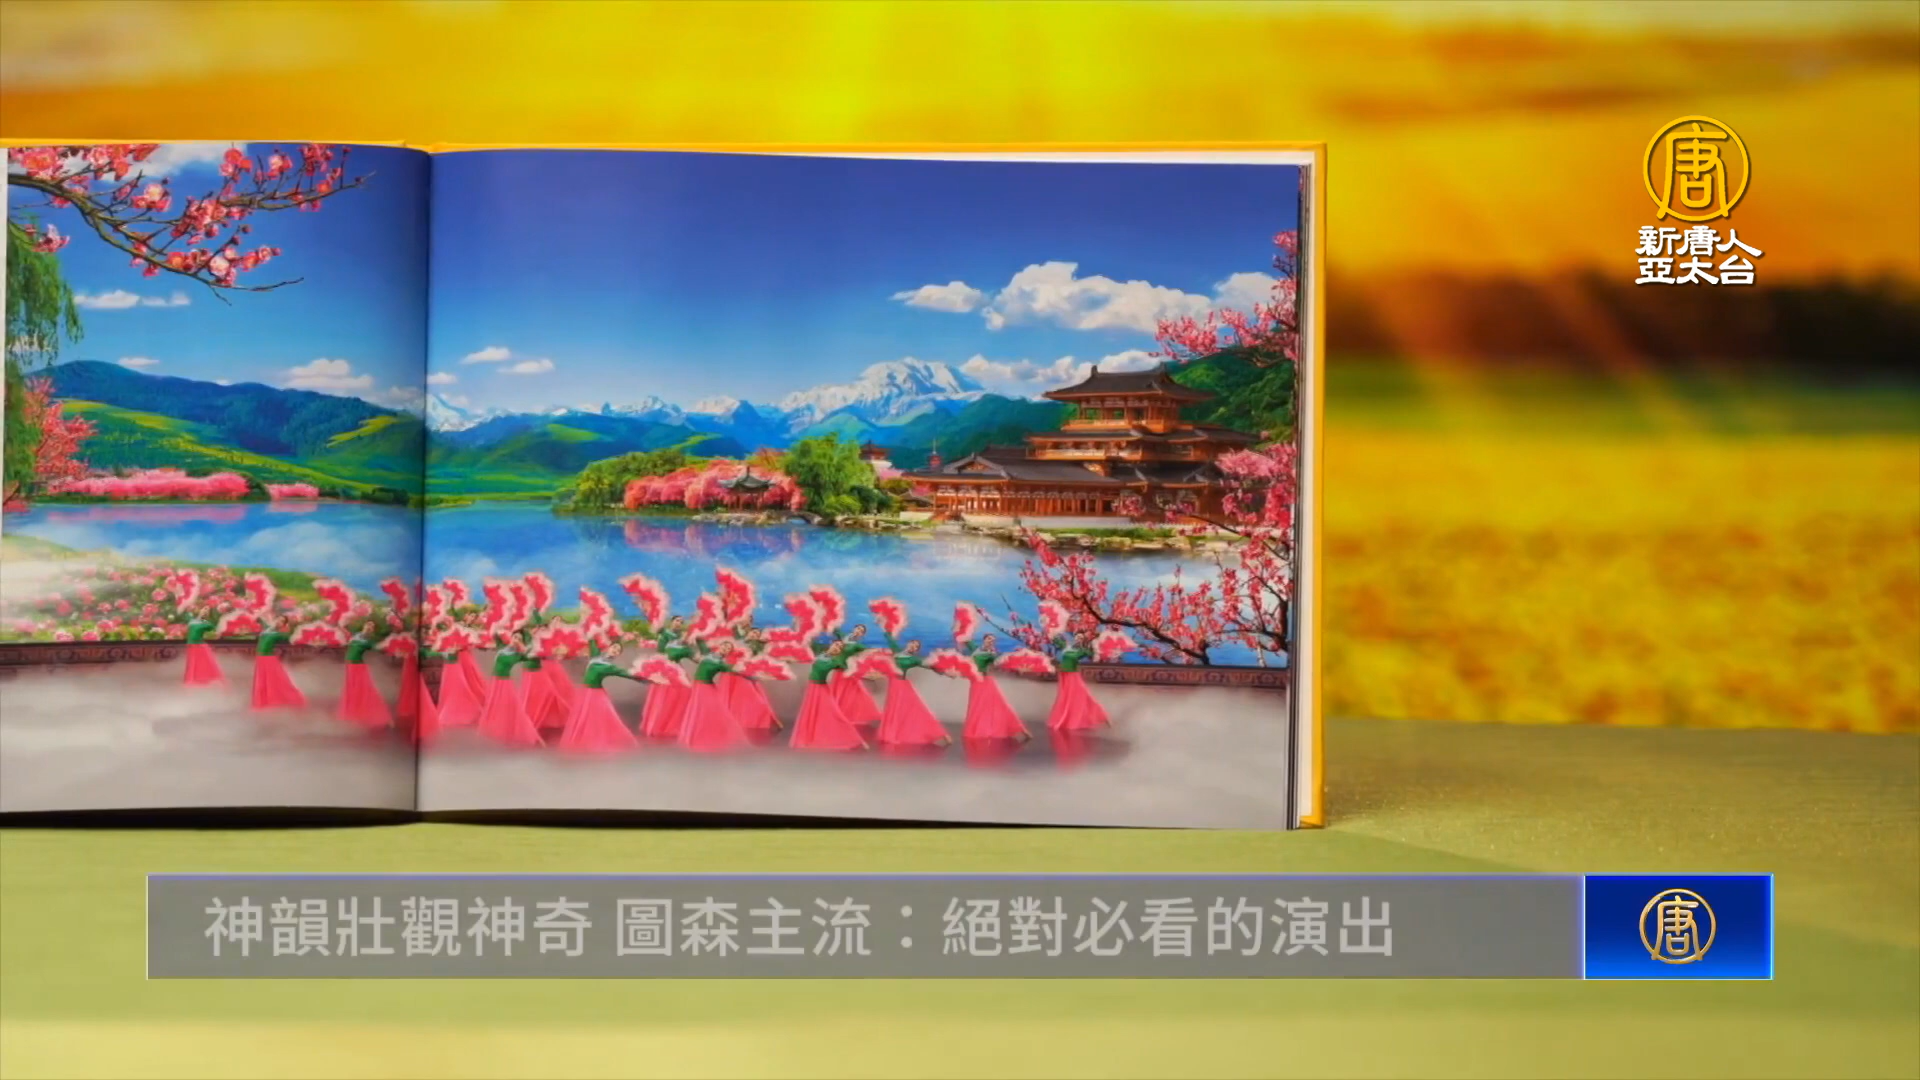 唐
新唐人
亞太台
神韻壯觀神奇 圖森主流：絕對必看的演出
唐